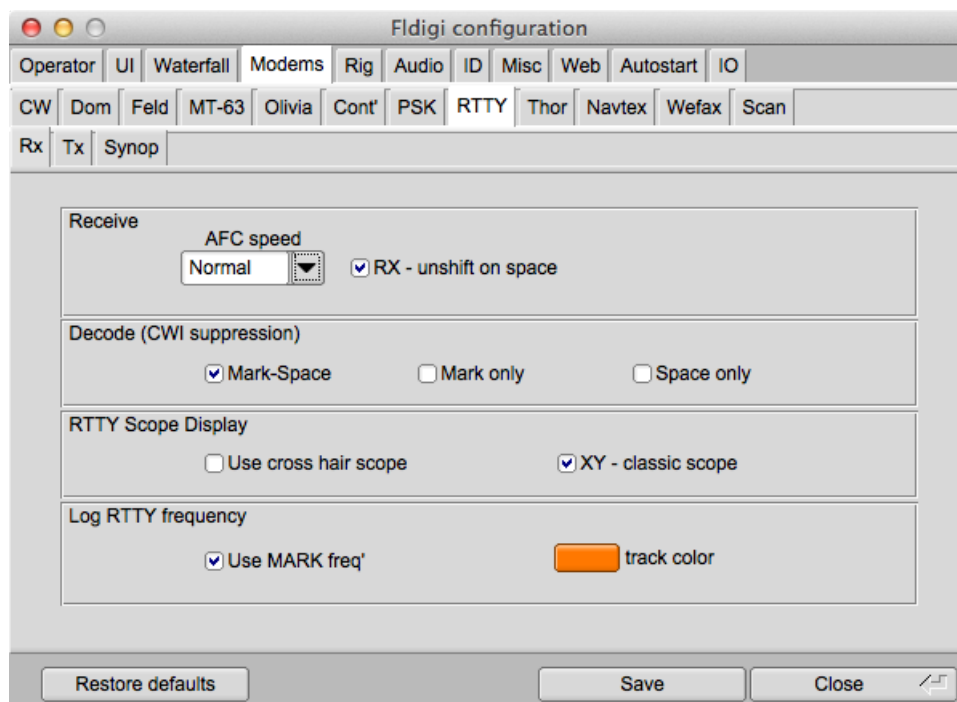 Fldigi configuration
Operator UI Waterfall Modems Rig Audio ID Misc Web Autostart IO
CW Dom Feld MT-63 Olivia Cont' PSK RTTY Thor Navtex Wefax Scan
Rx Tx Synop
Receive
AFC speed
Normal RX - unshift on space
Decode (CWI suppression)
Mark-Space Mark only Space only
RTTY Scope Display
Use cross hair scope XY - classic scope
Log RTTY frequency
Use MARK freq' track color
Restore defaults Save Close